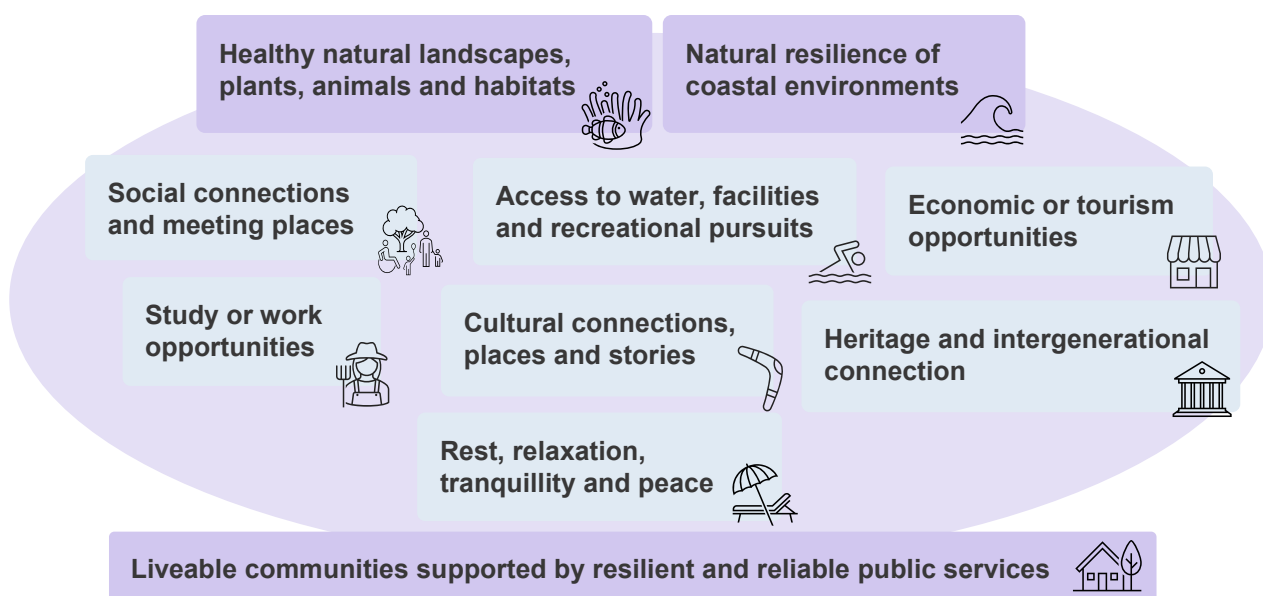 Healthy natural landscapes,
plants, animals and habitats
Natural resilience of
coastal environments
Social connections
and meeting places
Access to water, facilities
and recreational pursuits
Economic or tourism
opportunities
Study or work
opportunities
Cultural connections,
places and stories
Heritage and intergenerational
connection
Rest, relaxation,
tranquillity and peace
Liveable communities supported by resilient and reliable public services